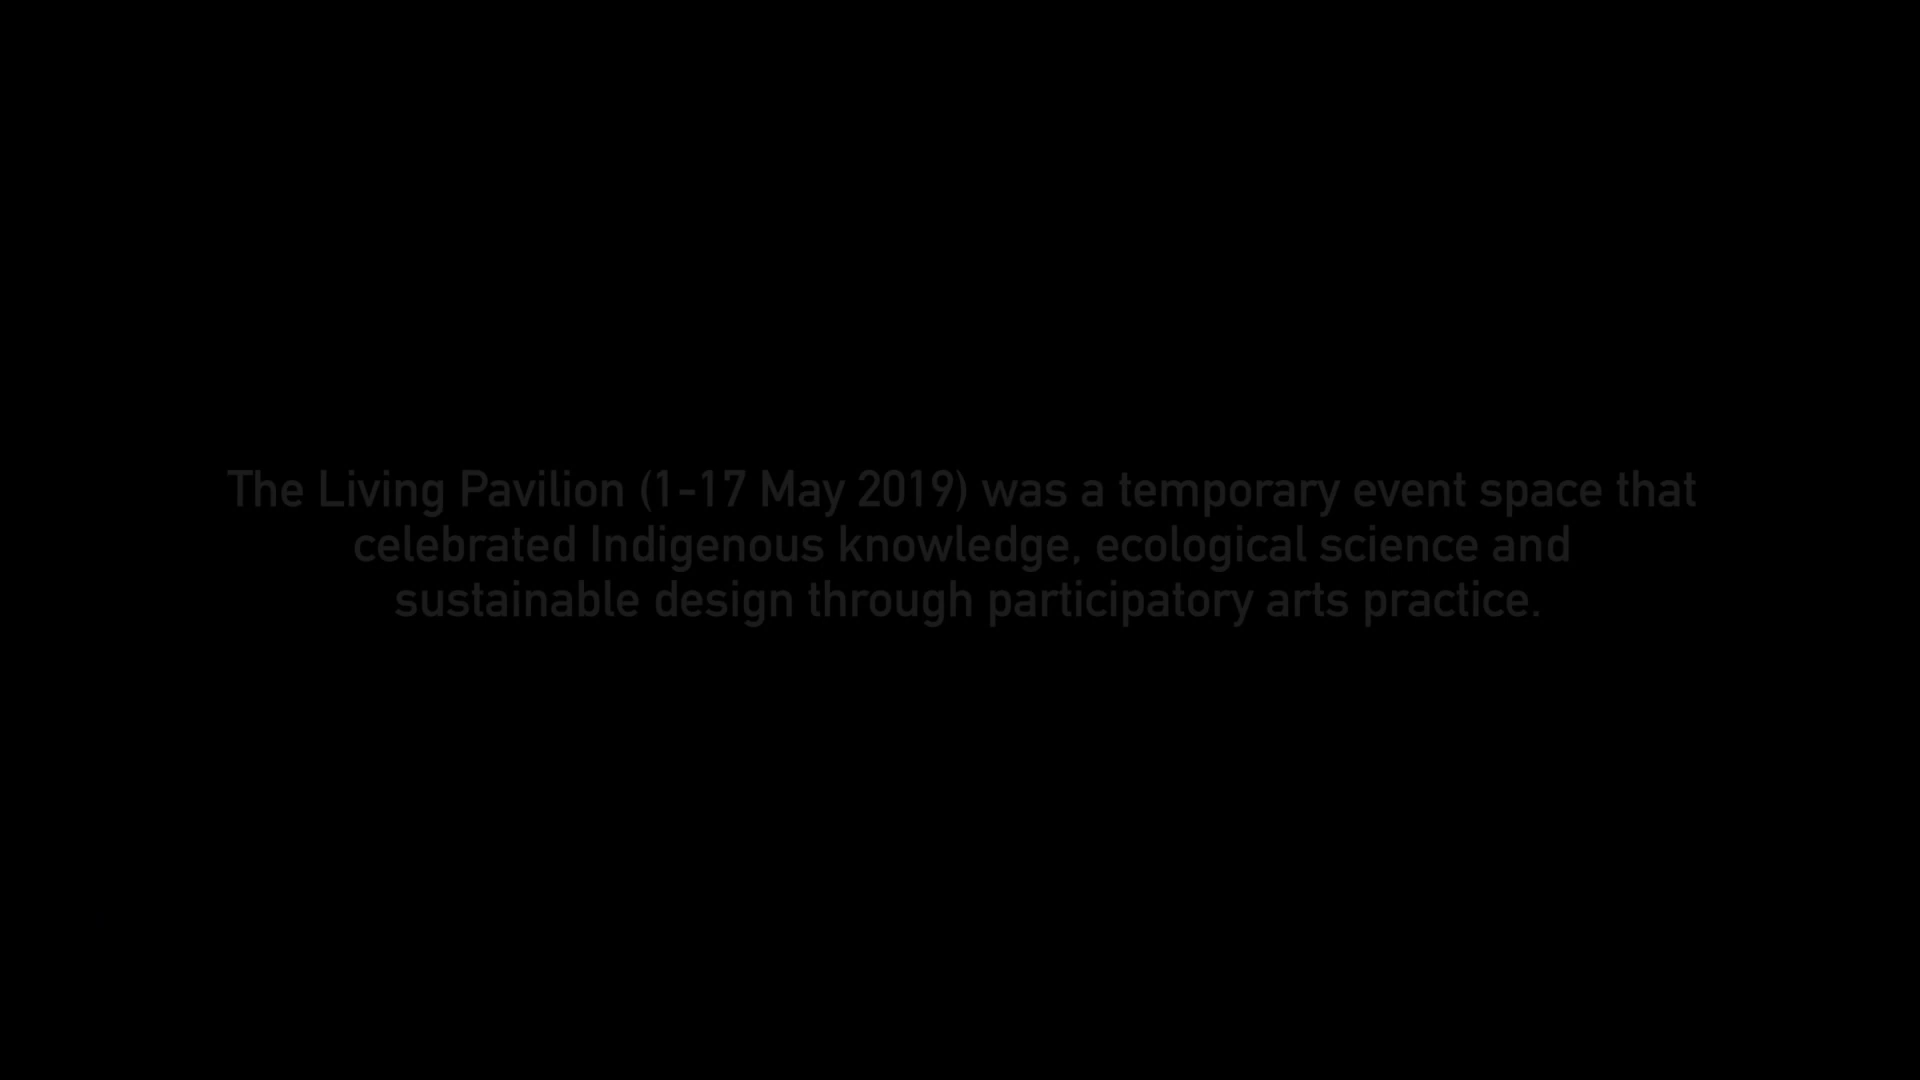 The Living Pavilion (1-17 May 2019) was a temporary event space that
celebrated Indigenous knowledge, ecological science and
sustainable design through participatory arts practice.